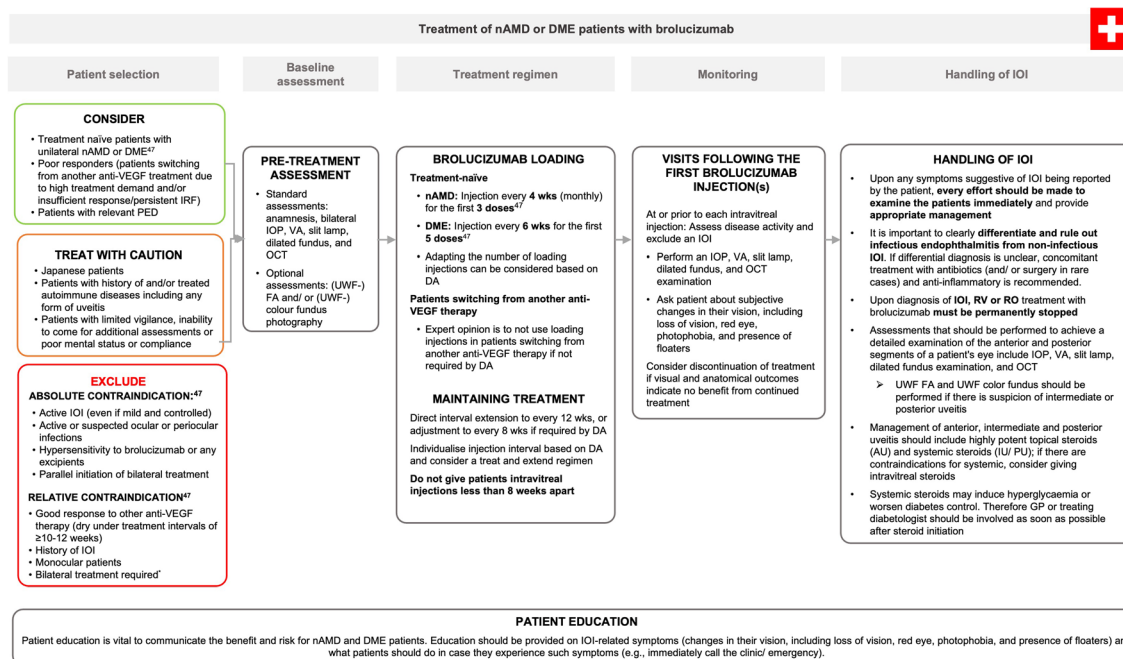 Treatment of nAMD or DME patients with brolucizumab
Patient selection
Baseline
assessment
Treatment regimen
Monitoring
Handling of IOI
CONSIDER
• Treatment naïve patients with
unilateral nAMD or DME47
• Poor responders (patients switching
from another anti-VEGF treatment due
to high treatment demand and/or
insufficient response/persistent IRF)
• Patients with relevant PED
TREAT WITH CAUTION
• Japanese patients
• Patients with history of and/or treated
autoimmune diseases including any
form of uveitis
• Patients with limited vigilance, inability
to come for additional assessments or
poor mental status or compliance
EXCLUDE
ABSOLUTE CONTRAINDICATION:47
• Active IOI (even if mild and controlled)
• Active or suspected ocular or periocular
infections
• Hypersensitivity to brolucizumab or any
excipients
• Parallel initiation of bilateral treatment
RELATIVE CONTRAINDICATION47
• Good response to other anti-VEGF
therapy (dry under treatment intervals of
≥10-12 weeks)
• History of IOI
• Monocular patients
• Bilateral treatment required*
PRE-TREATMENT
ASSESSMENT
• Standard
assessments:
anamnesis, bilateral
IOP, VA, slit lamp,
dilated fundus, and
OCT
• Optional
assessments: (UWF-)
FA and/ or (UWF-)
colour fundus
photography
BROLUCIZUMAB LOADING
Treatment-naïve
• nAMD: Injection every 4 wks (monthly)
for the first 3 doses47
• DME: Injection every 6 wks for the first
5 doses47
• Adapting the number of loading
injections can be considered based on
DA
Patients switching from another anti-
VEGF therapy
• Expert opinion is to not use loading
injections in patients switching from
another anti-VEGF therapy if not
required by DA
MAINTAINING TREATMENT
Direct interval extension to every 12 wks, or
adjustment to every 8 wks if required by DA
Individualise injection interval based on DA
and consider a treat and extend regimen
Do not give patients intravitreal
injections less than 8 weeks apart
VISITS FOLLOWING THE
FIRST BROLUCIZUMAB
INJECTION(s)
At or prior to each intravitreal
injection: Assess disease activity and
exclude an IOI
• Perform an IOP, VA, slit lamp,
dilated fundus, and OCT
examination
• Ask patient about subjective
changes in their vision, including
loss of vision, red eye,
photophobia, and presence of
floaters
Consider discontinuation of treatment
if visual and anatomical outcomes
indicate no benefit from continued
treatment
HANDLING OF IOI
• Upon any symptoms suggestive of IOI being reported
by the patient, every effort should be made to
examine the patients immediately and provide
appropriate management
• It is important to clearly differentiate and rule out
infectious endophthalmitis from non-infectious
IOI. If differential diagnosis is unclear, concomitant
treatment with antibiotics (and/ or surgery in rare
cases) and anti-inflammatory is recommended.
• Upon diagnosis of IOI, RV or RO treatment with
brolucizumab must be permanently stopped
• Assessments that should be performed to achieve a
detailed examination of the anterior and posterior
segments of a patient's eye include IOP, VA, slit lamp,
dilated fundus examination, and OCT
➢ UWF FA and UWF color fundus should be
performed if there is suspicion of intermediate or
posterior uveitis
• Management of anterior, intermediate and posterior
uveitis should include highly potent topical steroids
(AU) and systemic steroids (IU/ PU); if there are
contraindications for systemic, consider giving
intravitreal steroids
• Systemic steroids may induce hyperglycaemia or
worsen diabetes control. Therefore GP or treating
diabetologist should be involved as soon as possible
after steroid initiation
PATIENT EDUCATION
Patient education is vital to communicate the benefit and risk for nAMD and DME patients. Education should be provided on IOI-related symptoms (changes in their vision, including loss of vision, red eye, photophobia, and presence of floaters) an
what patients should do in case they experience such symptoms (e.g., immediately call the clinic/ emergency).